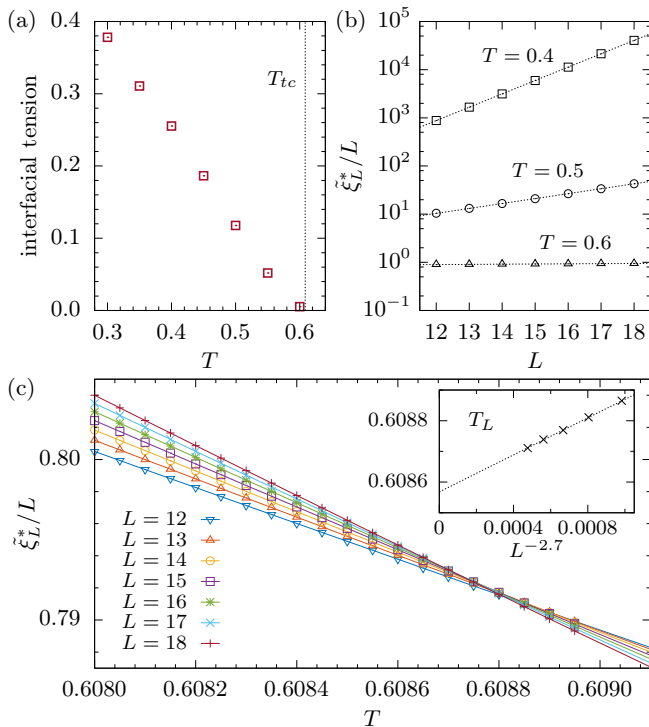 (a)
interfacial tension
0.4
0.3
0.2
0.1
0.0
0.3 0.4 0.5 0.6
T
T_{tc}
(b)
\tilde{ξ}^*_L/L
10^5
10^4
10^3
10^2
10^1
10^0
10^{-1}
T = 0.4
T = 0.5
T = 0.6
12 13 14 15 16 17 18
L
(c)
\tilde{ξ}^*_L/L
0.80
0.79
L = 12
L = 13
L = 14
L = 15
L = 16
L = 17
L = 18
T_L
0.6088
0.6086
0 0.0004 0.0008
L^{-2.7}
0.6080 0.6082 0.6084 0.6086 0.6088 0.6090
T